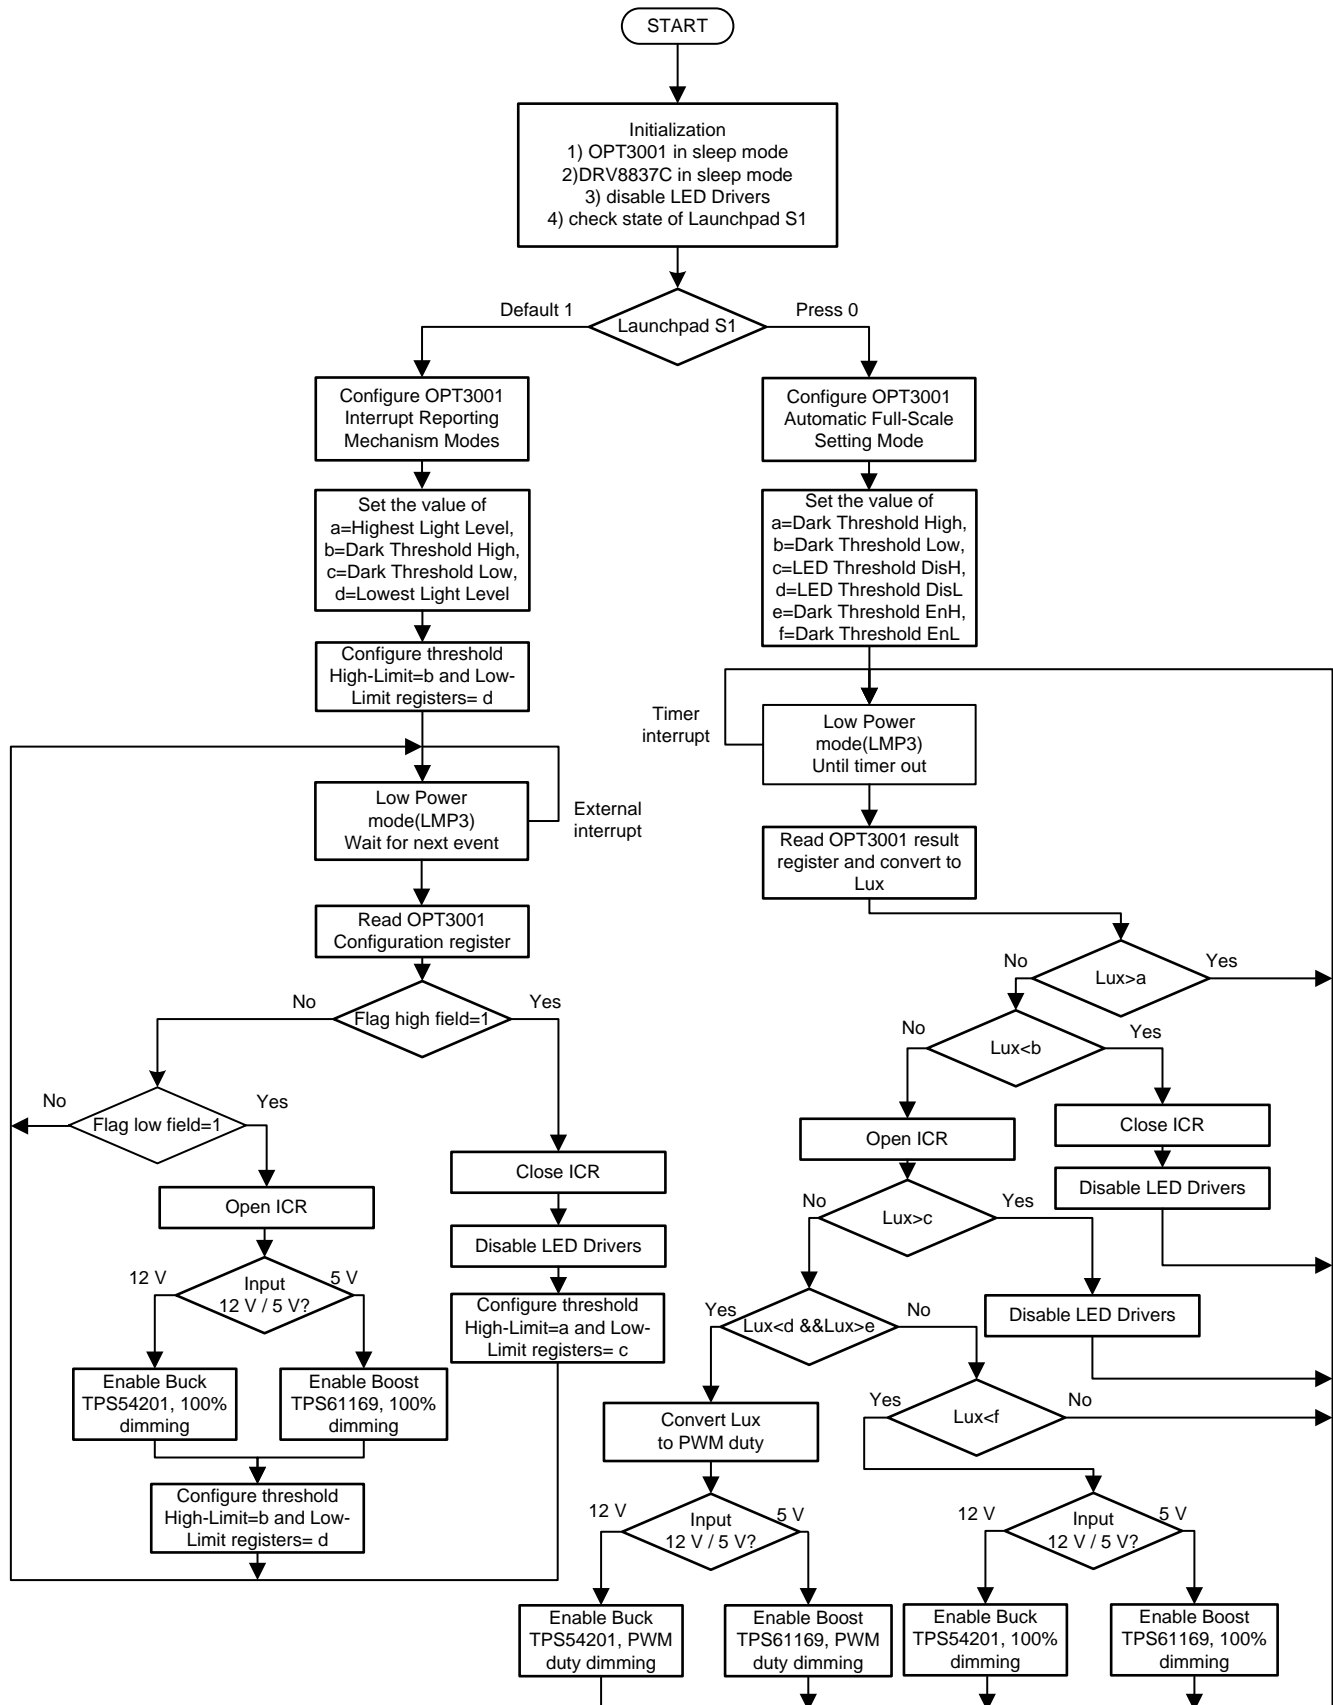 START
Initialization
1) OPT3001 in sleep mode
2)DRV8837C in sleep mode
3) disable LED Drivers
4) check state of Launchpad S1
Default 1
Launchpad S1
Press 0
Configure OPT3001
Interrupt Reporting
Mechanism Modes
Set the value of
a=Highest Light Level,
b=Dark Threshold High,
c=Dark Threshold Low,
d=Lowest Light Level
Configure threshold
High-Limit=b and Low-
Limit registers= d
Low Power
mode(LMP3)
Wait for next event
External
interrupt
Read OPT3001
Configuration register
No
Flag high field=1
Yes
No
Flag low field=1
Yes
Open ICR
12 V
Input
12 V / 5 V?
5 V
Enable Buck
TPS54201, 100%
dimming
Enable Boost
TPS61169, 100%
dimming
Configure threshold
High-Limit=b and Low-
Limit registers= d
Close ICR
Disable LED Drivers
Configure threshold
High-Limit=a and Low-
Limit registers= c
Configure OPT3001
Automatic Full-Scale
Setting Mode
Set the value of
a=Dark Threshold High,
b=Dark Threshold Low,
c=LED Threshold DisH,
d=LED Threshold DisL
e=Dark Threshold EnH,
f=Dark Threshold EnL
Timer
interrupt
Low Power
mode(LMP3)
Until timer out
Read OPT3001 result
register and convert to
Lux
No
Lux>a
Yes
No
Lux<b
Yes
Close ICR
Disable LED Drivers
Open ICR
No
Lux>c
Yes
Disable LED Drivers
Yes
Lux<d &&Lux>e
No
Convert Lux
to PWM duty
Yes
Lux<f
No
12 V
Input
12 V / 5 V?
5 V
12 V
Input
12 V / 5 V?
5 V
Enable Buck
TPS54201, PWM
duty dimming
Enable Boost
TPS61169, PWM
duty dimming
Enable Buck
TPS54201, 100%
dimming
Enable Boost
TPS61169, 100%
dimming